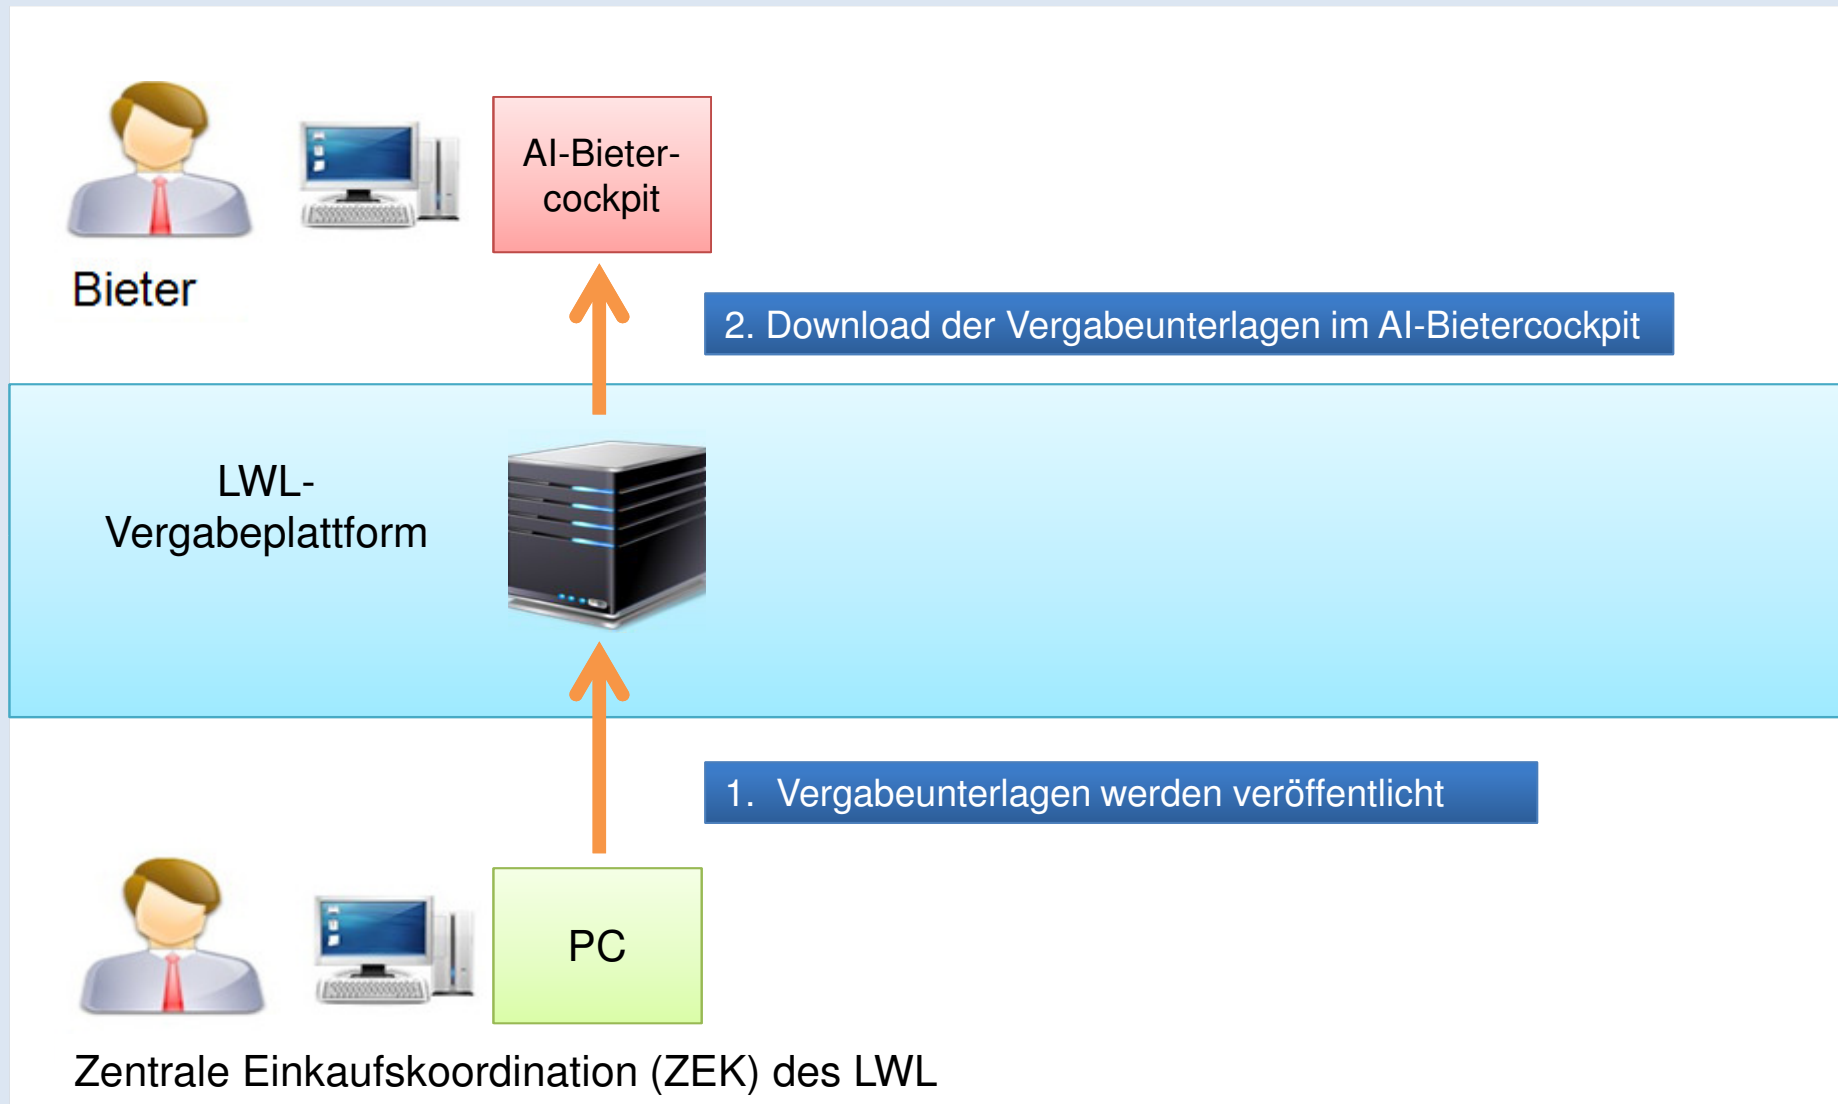 AI-Bieter-
cockpit
Bieter
2. Download der Vergabeunterlagen im AI-Bietercockpit
LWL-
Vergabeplattform
1. Vergabeunterlagen werden veröffentlicht
PC
Zentrale Einkaufskoordination (ZEK) des LWL